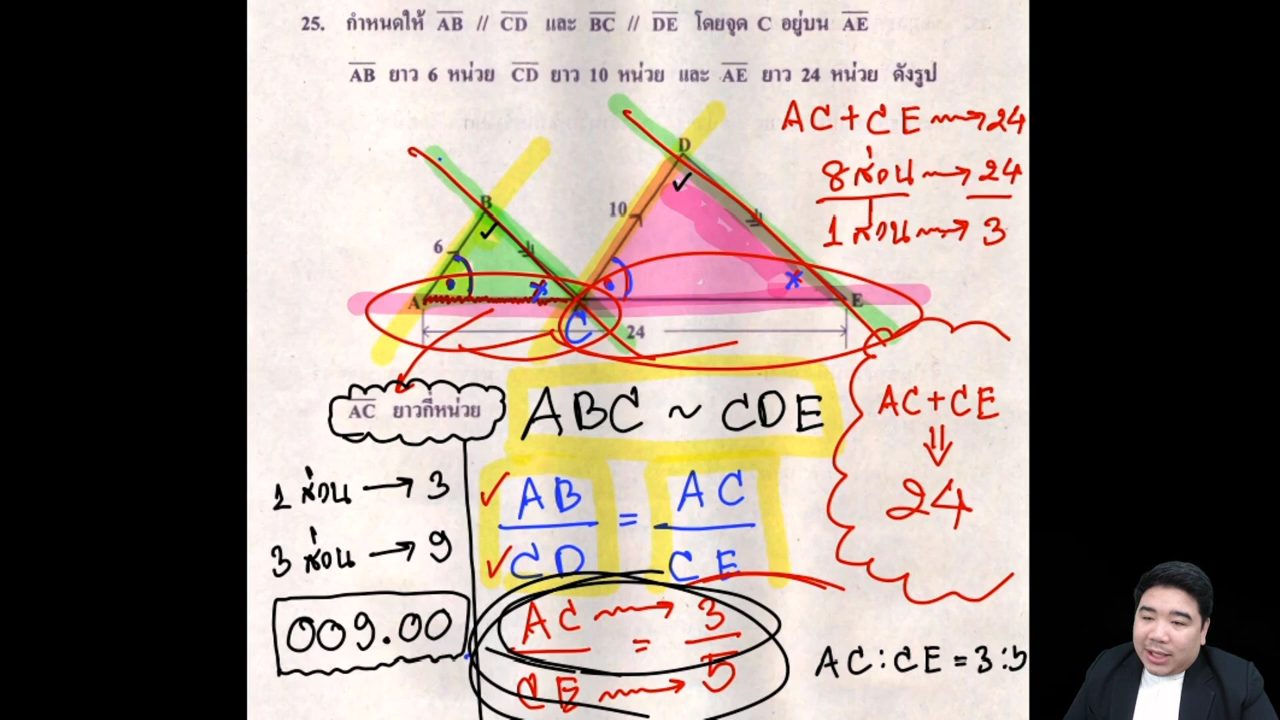 25. กำหนดให้ AB // CD และ BC // DE โดยจุด C อยู่บน AE
AB ยาว 6 หน่วย CD ยาว 10 หน่วย และ AE ยาว 24 หน่วย ดังรูป
AC + CE → 24
8 ส่วน → 24
1 ส่วน → 3
D
B
10
6
A
C
E
24
AC ยาวกี่หน่วย
ABC ~ CDE
AC + CE
⇓
24
1 ส่วน → 3
3 ส่วน → 9
009.00
AB/CD = AC/CE
AC → 3
=
CE → 5
AC : CE = 3 : 5